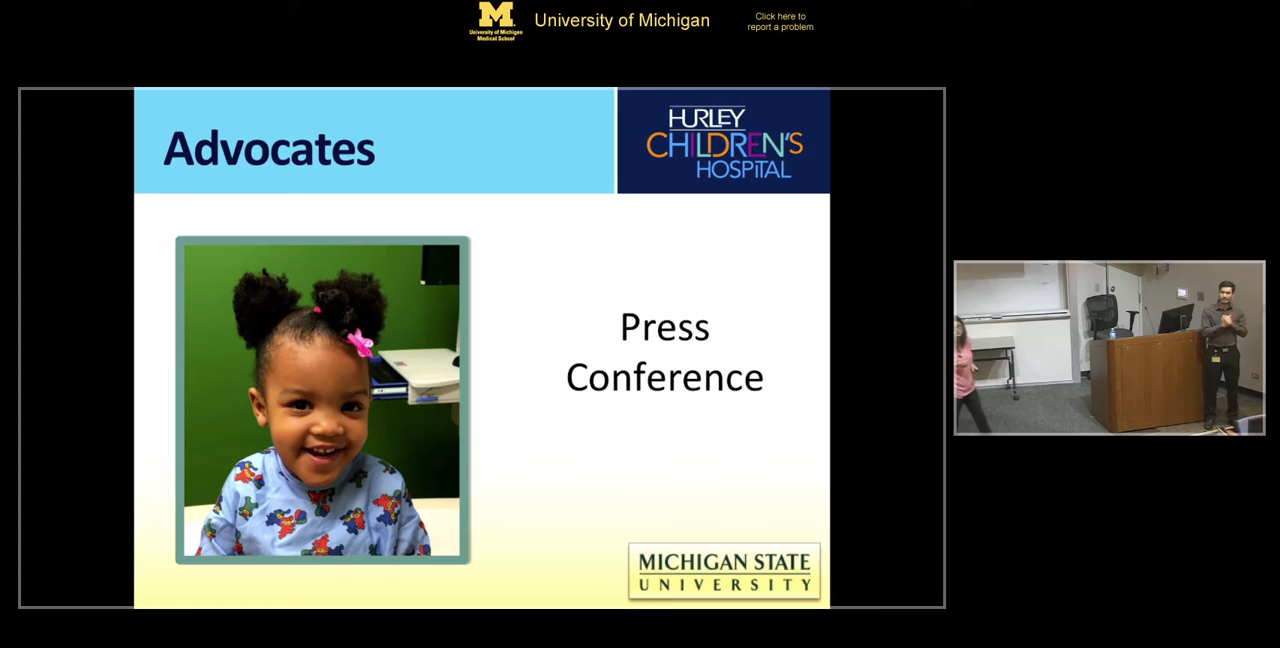 University of Michigan
Medical School
University of Michigan
Click here to
report a problem
Advocates
HURLEY
CHILDREN'S
HOSPITAL
Press
Conference
MICHIGAN STATE
UNIVERSITY